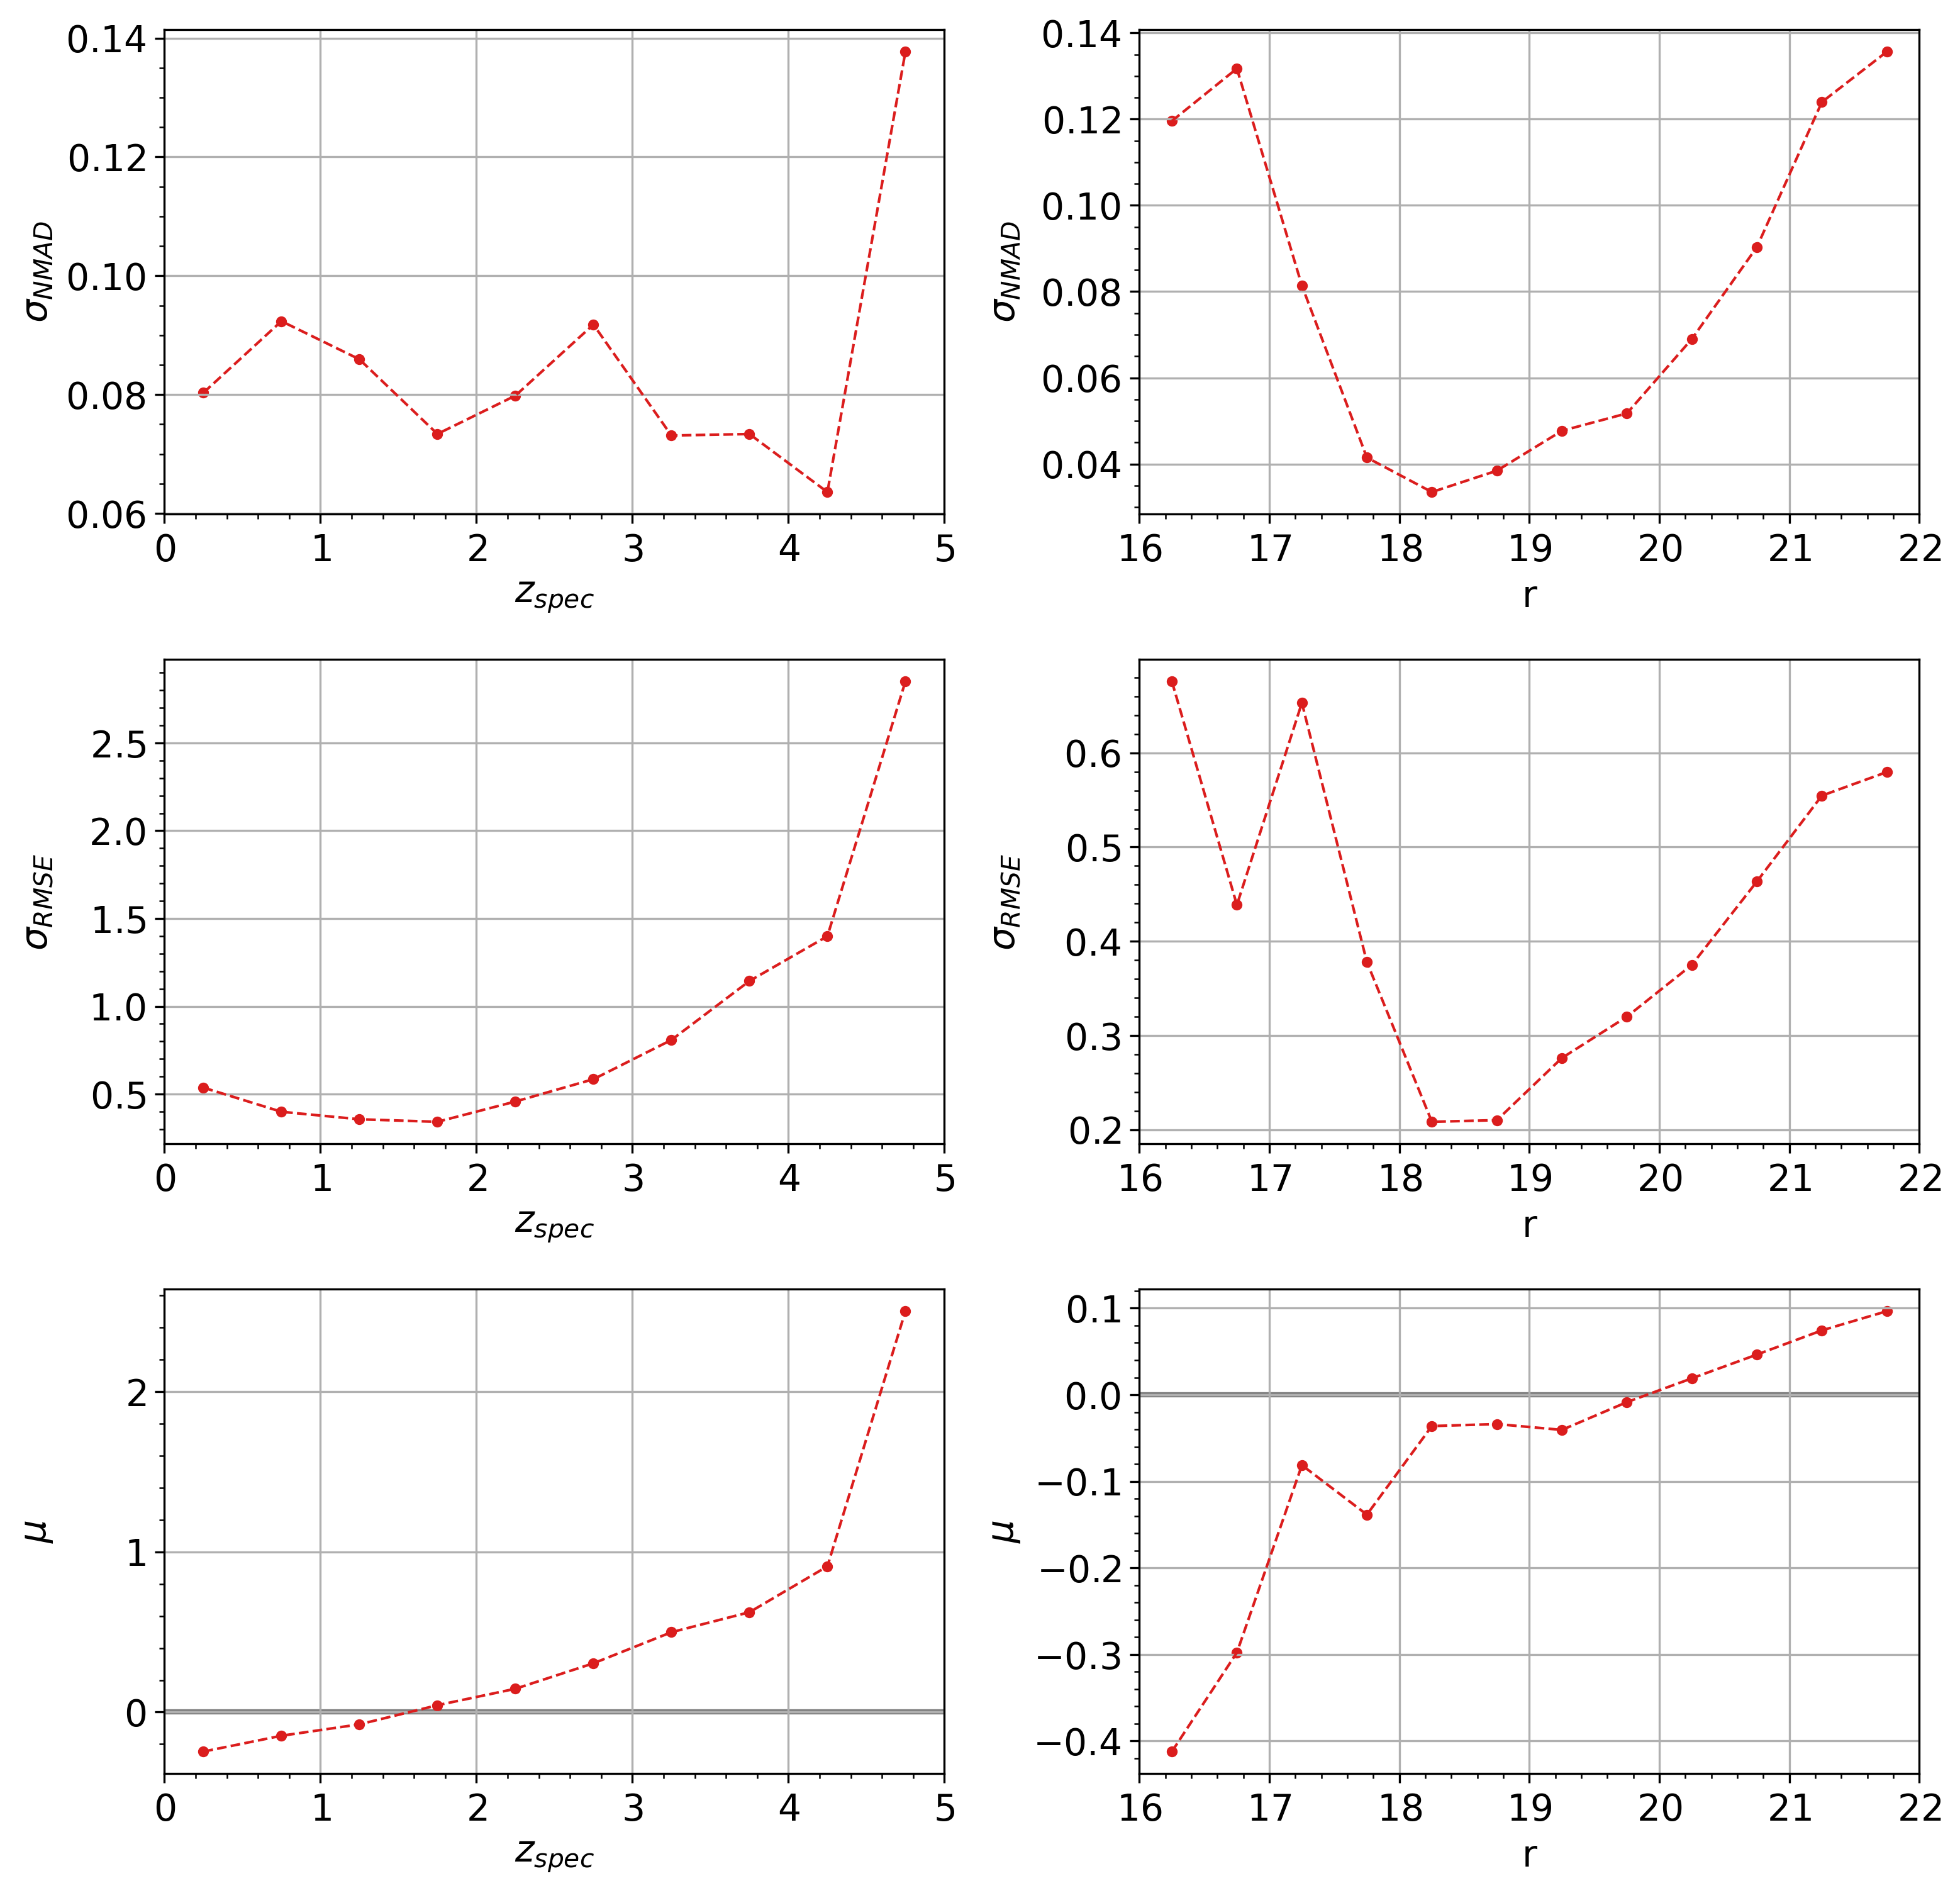 0.14
0.12
0.10
0.08
0.06
σNMAD
0 1 2 3 4 5
zspec
0.14
0.12
0.10
0.08
0.06
0.04
σNMAD
16 17 18 19 20 21 22
r
2.5
2.0
1.5
1.0
0.5
σRMSE
0 1 2 3 4 5
zspec
0.6
0.5
0.4
0.3
0.2
σRMSE
16 17 18 19 20 21 22
r
2
1
0
μ
0 1 2 3 4 5
zspec
0.1
0.0
−0.1
−0.2
−0.3
−0.4
μ
16 17 18 19 20 21 22
r